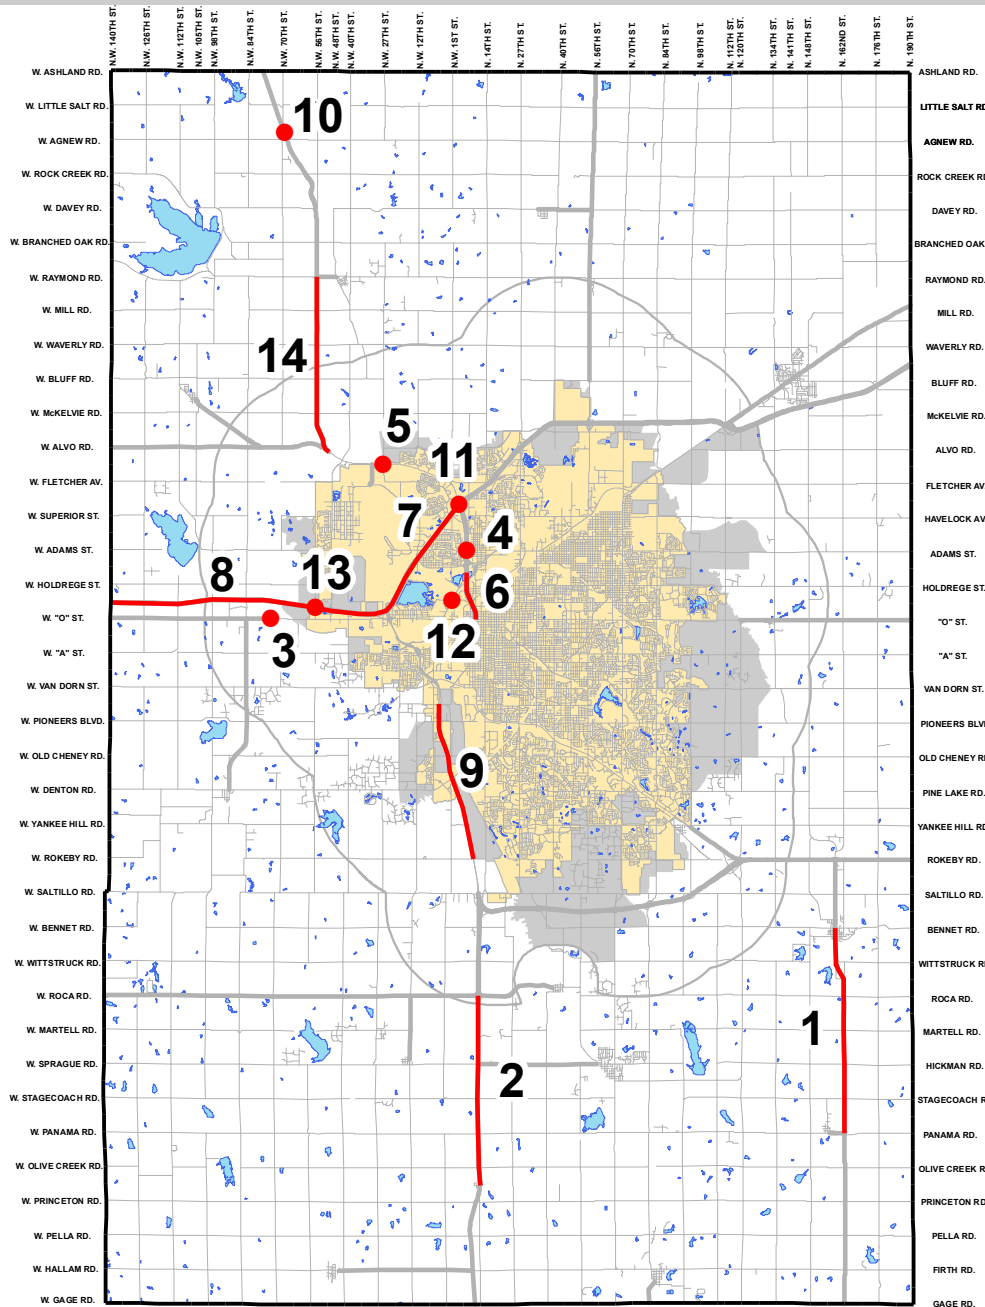 N.W. 140TH ST.
N.W. 126TH ST.
N.W. 112TH ST.
N.W. 105TH ST.
N.W. 98TH ST.
N.W. 84TH ST.
N.W. 70TH ST.
N.W. 56TH ST.
N.W. 48TH ST.
N.W. 40TH ST.
N.W. 27TH ST.
N.W. 12TH ST.
N.W. 1ST ST.
N. 14TH ST.
N. 27TH ST.
N. 40TH ST.
N. 56TH ST.
N. 70TH ST.
N. 84TH ST.
N. 98TH ST.
N. 112TH ST.
N. 120TH ST.
N. 134TH ST.
N. 141TH ST.
N. 148TH ST.
N. 162ND ST.
N. 176TH ST.
N. 190TH ST.
W. ASHLAND RD.
W. LITTLE SALT RD.
W. AGNEW RD.
W. ROCK CREEK RD.
W. DAVEY RD.
W. BRANCHED OAK RD.
W. RAYMOND RD.
W. MILL RD.
W. WAVERLY RD.
W. BLUFF RD.
W. McKELVIE RD.
W. ALVO RD.
W. FLETCHER AV.
W. SUPERIOR ST.
W. ADAMS ST.
W. HOLDREGE ST.
W. "O" ST.
W. "A" ST.
W. VAN DORN ST.
W. PIONEERS BLVD.
W. OLD CHENEY RD.
W. DENTON RD.
W. YANKEE HILL RD.
W. ROKEBY RD.
W. SALTILLO RD.
W. BENNET RD.
W. WITTSTRUCK RD.
W. ROCA RD.
W. MARTELL RD.
W. SPRAGUE RD.
W. STAGECOACH RD.
W. PANAMA RD.
W. OLIVE CREEK RD.
W. PRINCETON RD.
W. PELLA RD.
W. HALLAM RD.
W. GAGE RD.
10
14
5
11
7
4
8
13
6
12
3
9
1
2
ASHLAND RD.
LITTLE SALT RD
AGNEW RD.
ROCK CREEK RD
DAVEY RD.
BRANCHED OAK
RAYMOND RD.
MILL RD.
WAVERLY RD.
BLUFF RD.
McKELVIE RD.
ALVO RD.
FLETCHER AV.
HAVELOCK AV
ADAMS ST.
HOLDREGE ST.
"O" ST.
"A" ST.
VAN DORN ST.
PIONEERS BLV
OLD CHENEY R
PINE LAKE RD.
YANKEE HILL RD
ROKEBY RD.
SALTILLO RD.
BENNET RD.
WITTSTRUCK R
ROCA RD.
MARTELL RD.
HICKMAN RD.
STAGECOACH R
PANAMA RD.
OLIVE CREEK R
PRINCETON RD.
PELLA RD.
FIRTH RD.
GAGE RD.